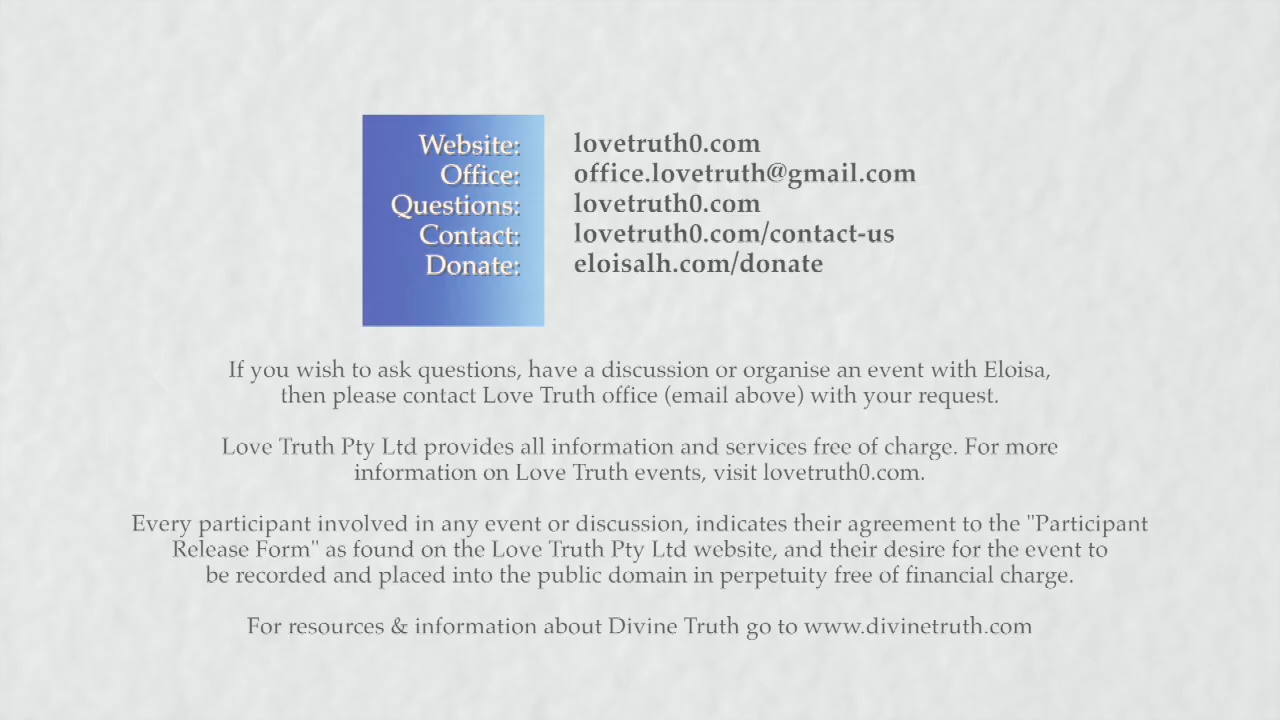 Website: lovetruth0.com
Office: office.lovetruth@gmail.com
Questions: lovetruth0.com
Contact: lovetruth0.com/contact-us
Donate: eloisalh.com/donate
If you wish to ask questions, have a discussion or organise an event with Eloisa,
then please contact Love Truth office (email above) with your request.
Love Truth Pty Ltd provides all information and services free of charge. For more
information on Love Truth events, visit lovetruth0.com.
Every participant involved in any event or discussion, indicates their agreement to the "Participant
Release Form" as found on the Love Truth Pty Ltd website, and their desire for the event to
be recorded and placed into the public domain in perpetuity free of financial charge.
For resources & information about Divine Truth go to www.divinetruth.com